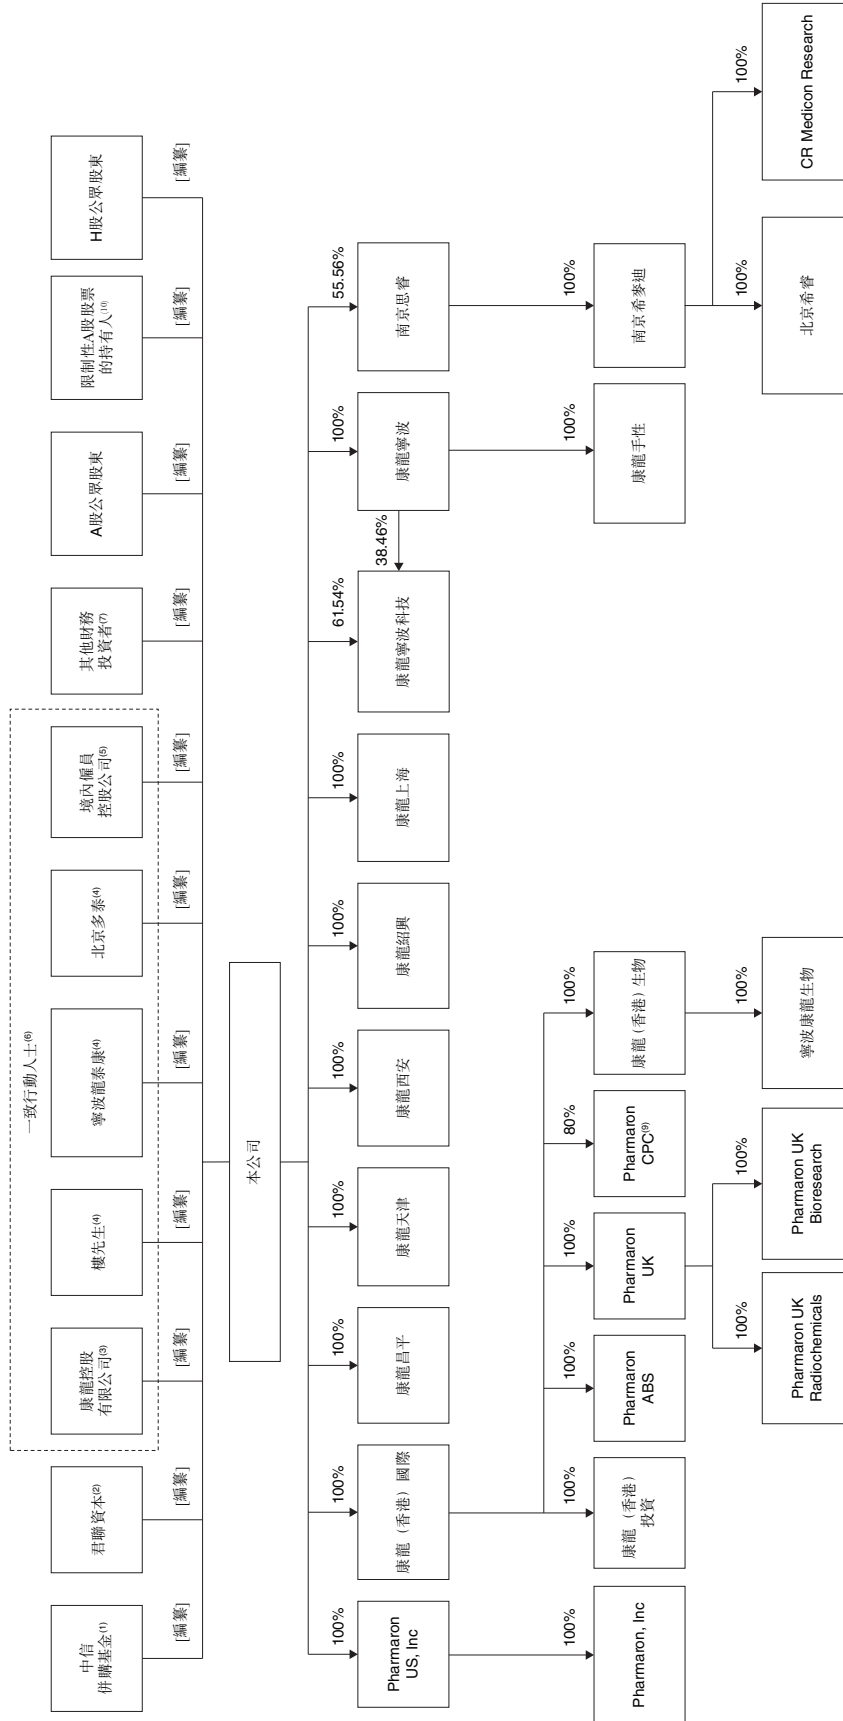 一致行動人士(6)
中信
併購基金(1)
君聯資本(2)
康龍控股
有限公司(3)
樓先生(4)
寧波龍泰康(4)
北京多泰(4)
境內僱員
控股公司(5)
其他財務
投資者(7)
A股公眾股東
限制性A股股票
的持有人(10)
H股公眾股東
[編纂]
[編纂]
[編纂]
[編纂]
[編纂]
[編纂]
[編纂]
[編纂]
[編纂]
[編纂]
[編纂]
本公司
100%
100%
100%
100%
100%
100%
100%
61.54%
38.46%
100%
55.56%
Pharmaron
US, Inc
康龍（香港）國際
康龍昌平
康龍天津
康龍西安
康龍紹興
康龍上海
康龍寧波科技
康龍寧波
南京思睿
100%
100%
100%
100%
80%
100%
100%
100%
Pharmaron, Inc
康龍（香港）
投資
Pharmaron
ABS
Pharmaron
UK
Pharmaron
CPC(9)
康龍（香港）生物
康龍手性
南京希麥迪
100%
100%
100%
100%
100%
Pharmaron UK
Radiochemicals
Pharmaron UK
Bioresearch
寧波康龍生物
北京希睿
CR Medicon Research